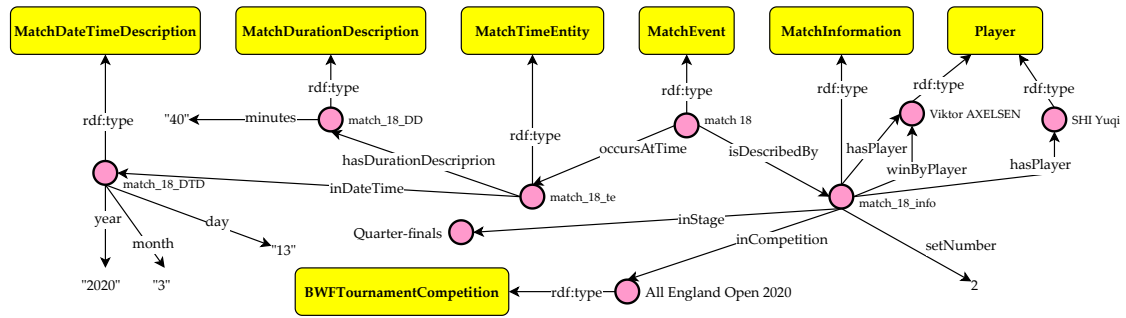 MatchDateTimeDescription
MatchDurationDescription
MatchTimeEntity
MatchEvent
MatchInformation
Player
rdf:type
rdf:type
rdf:type
rdf:type
rdf:type
rdf:type
rdf:type
"40"
minutes
match_18_DD
match 18
Viktor AXELSEN
SHI Yuqi
occursAtTime
isDescribedBy
hasPlayer
winByPlayer
hasPlayer
hasDurationDescriprion
inDateTime
match_18_DTD
match_18_te
match_18_info
year
month
day
"2020"
"3"
"13"
Quarter-finals
inStage
inCompetition
setNumber
2
BWFTournamentCompetition
rdf:type
All England Open 2020